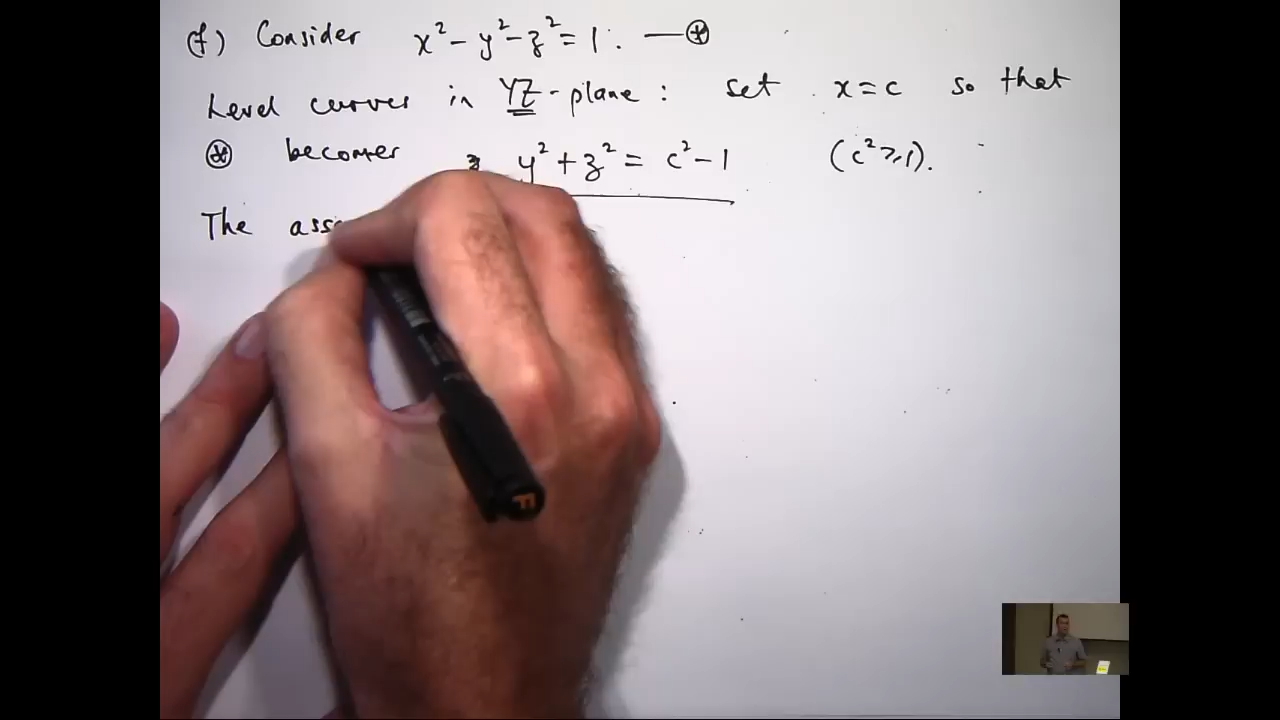 (f) Consider x² - y² - z² = 1. — ⊛
Level curves in YZ-plane : set x = c so that
⊛ becomes y² + z² = c² - 1 (c² ≥ 1).
The ass
F